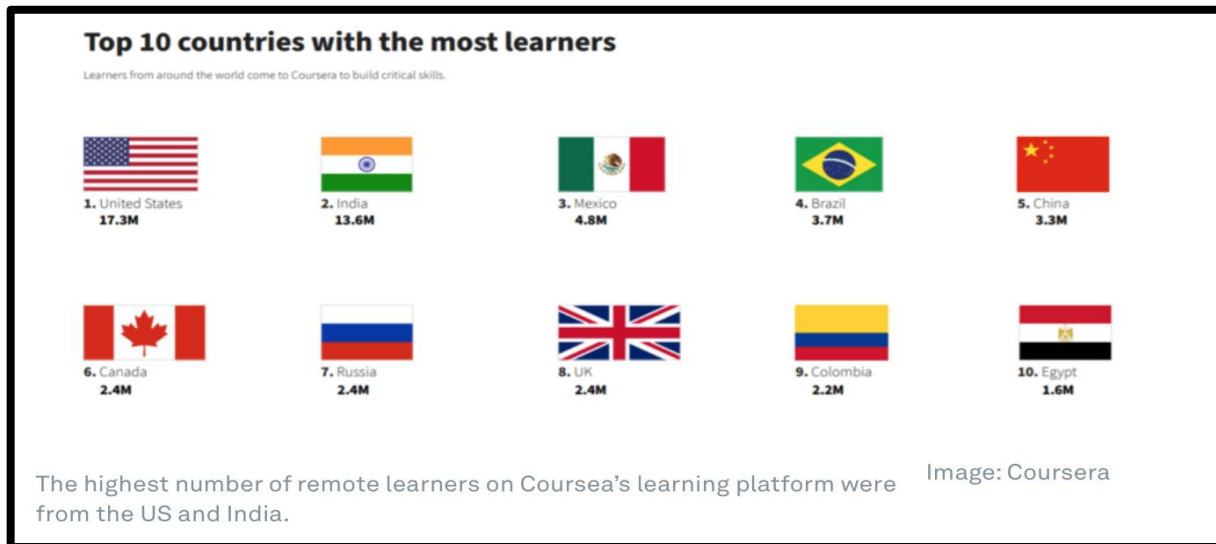 Top 10 countries with the most learners
Learners from around the world come to Coursera to build critical skills.
1. United States
17.3M
2. India
13.6M
3. Mexico
4.8M
4. Brazil
3.7M
5. China
3.3M
6. Canada
2.4M
7. Russia
2.4M
8. UK
2.4M
9. Colombia
2.2M
10. Egypt
1.6M
The highest number of remote learners on Coursea’s learning platform were
from the US and India.
Image: Coursera